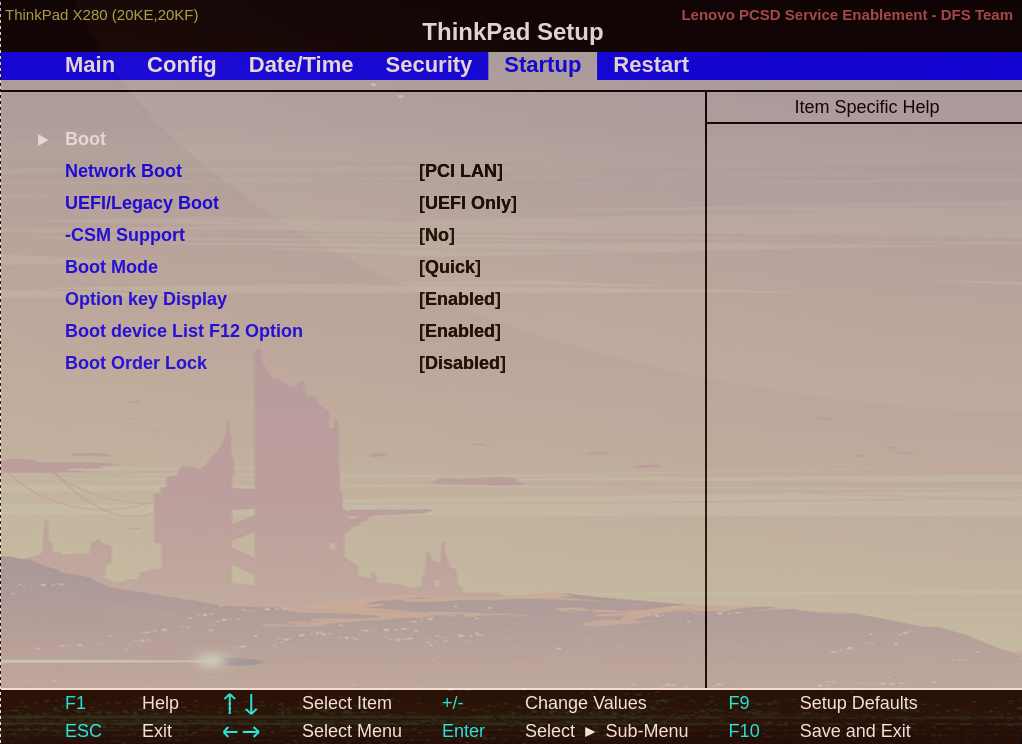 ThinkPad X280 (20KE,20KF)
Lenovo PCSD Service Enablement - DFS Team
ThinkPad Setup
Main Config Date/Time Security Startup Restart
Item Specific Help
► Boot
Network Boot [PCI LAN]
UEFI/Legacy Boot [UEFI Only]
-CSM Support [No]
Boot Mode [Quick]
Option key Display [Enabled]
Boot device List F12 Option [Enabled]
Boot Order Lock [Disabled]
F1 Help ↑↓ Select Item +/- Change Values F9 Setup Defaults
ESC Exit ←→ Select Menu Enter Select ► Sub-Menu F10 Save and Exit